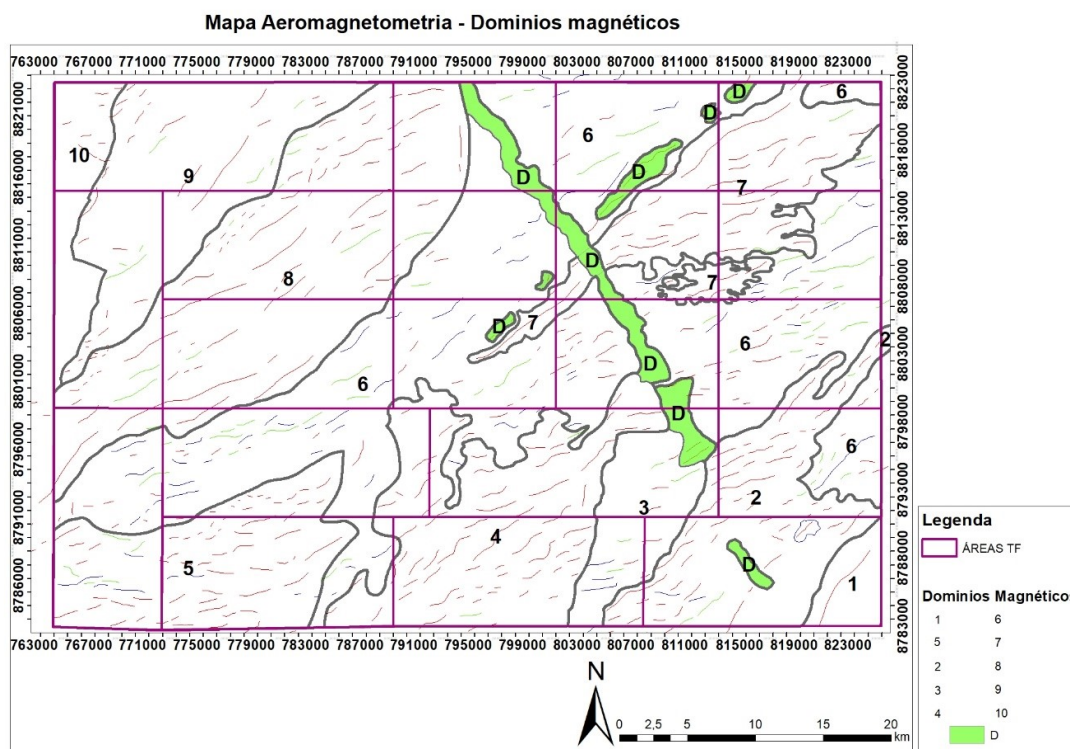 Mapa Aeromagnetometria - Dominios magnéticos
763000 767000 771000 775000 779000 783000 787000 791000 795000 799000 803000 807000 811000 815000 819000 823000
8821000 8816000 8811000 8806000 8801000 8796000 8791000 8786000
8823000 8818000 8813000 8808000 8803000 8798000 8793000 8788000 8783000
D 6
D
6
10
9 D D
7
D
8 7
D 7
6 2
6 D
D
6
3 2
4
5 D
1
763000 767000 771000 775000 779000 783000 787000 791000 795000 799000 803000 807000 811000 815000 819000 823000
N
0 2,5 5 10 15 20
km
Legenda
ÁREAS TF
Dominios Magnéticos
1 6
5 7
2 8
3 9
4 10
D